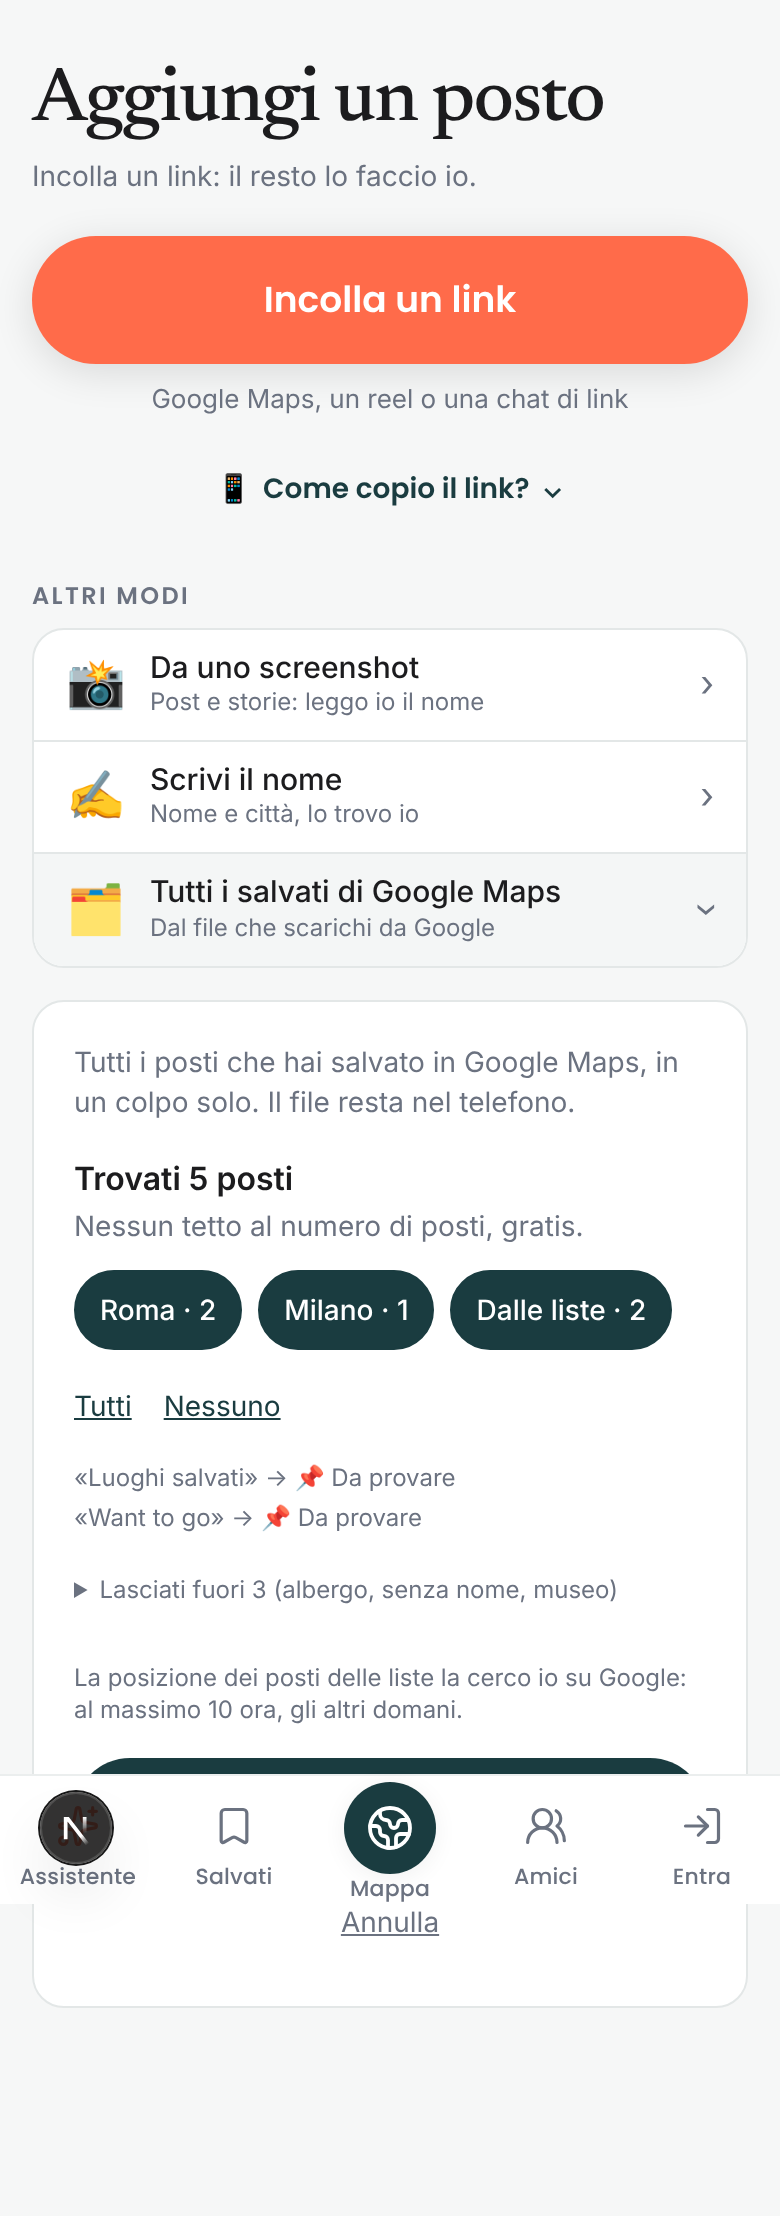 Aggiungi un posto
Incolla un link: il resto lo faccio io.
Incolla un link
Google Maps, un reel o una chat di link
Come copio il link?
ALTRI MODI
Da uno screenshot
Post e storie: leggo io il nome
Scrivi il nome
Nome e città, lo trovo io
Tutti i salvati di Google Maps
Dal file che scarichi da Google
Tutti i posti che hai salvato in Google Maps, in
un colpo solo. Il file resta nel telefono.
Trovati 5 posti
Nessun tetto al numero di posti, gratis.
Roma · 2 Milano · 1 Dalle liste · 2
Tutti Nessuno
«Luoghi salvati» → 📌 Da provare
«Want to go» → 📌 Da provare
▶ Lasciati fuori 3 (albergo, senza nome, museo)
La posizione dei posti delle liste la cerco io su Google:
al massimo 10 ora, gli altri domani.
N
Assistente Salvati Mappa Amici Entra
Annulla